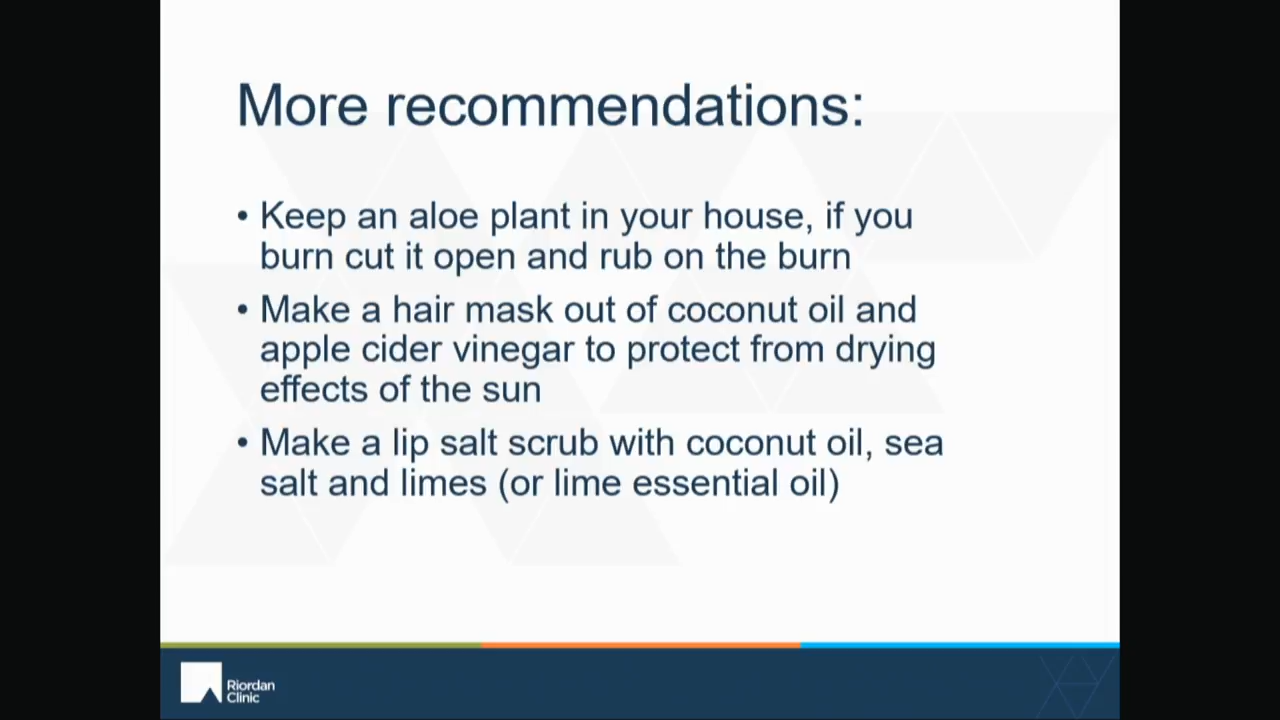 More recommendations:
• Keep an aloe plant in your house, if you
burn cut it open and rub on the burn
• Make a hair mask out of coconut oil and
apple cider vinegar to protect from drying
effects of the sun
• Make a lip salt scrub with coconut oil, sea
salt and limes (or lime essential oil)
Riordan
Clinic